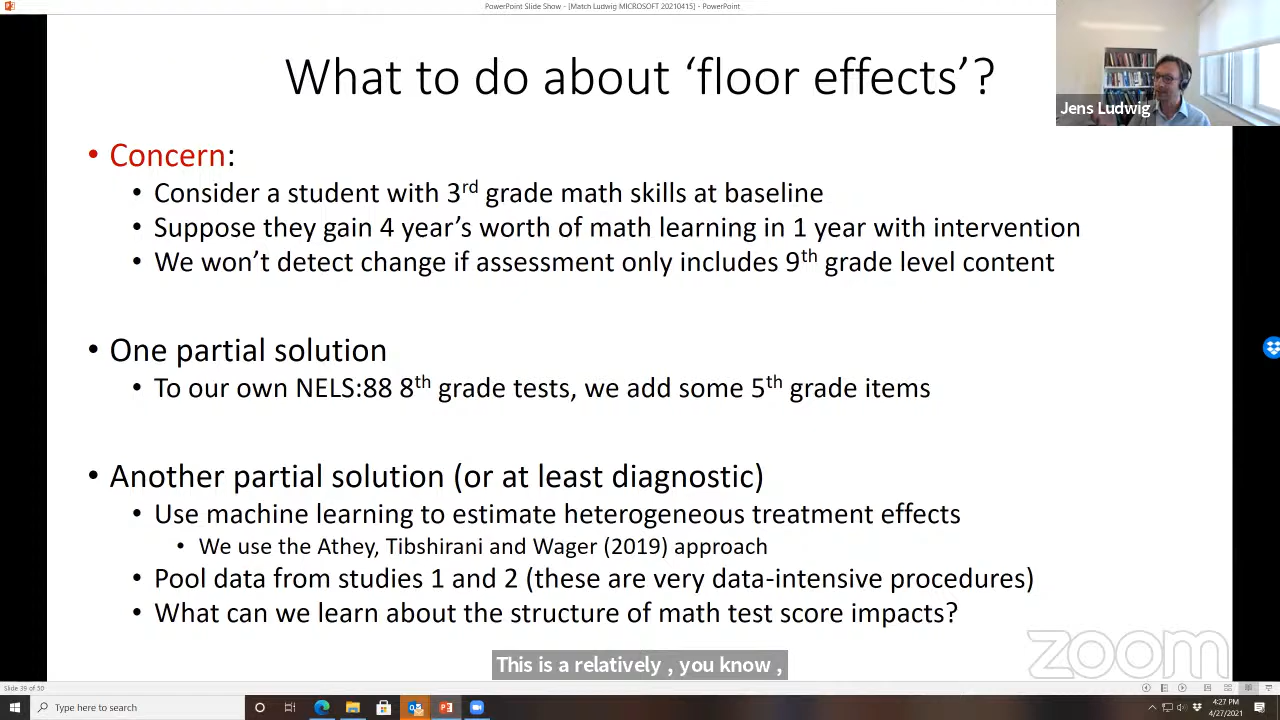 PowerPoint Slide Show - [Match Ludwig MICROSOFT 20210415] - PowerPoint
What to do about ‘floor effects’?
Jens Ludwig
• Concern:
• Consider a student with 3rd grade math skills at baseline
• Suppose they gain 4 year’s worth of math learning in 1 year with intervention
• We won’t detect change if assessment only includes 9th grade level content
• One partial solution
• To our own NELS:88 8th grade tests, we add some 5th grade items
• Another partial solution (or at least diagnostic)
• Use machine learning to estimate heterogeneous treatment effects
• We use the Athey, Tibshirani and Wager (2019) approach
• Pool data from studies 1 and 2 (these are very data-intensive procedures)
• What can we learn about the structure of math test score impacts?
zoom
This is a relatively , you know ,
Slide 39 of 50
Type here to search
4:27 PM
4/27/2021